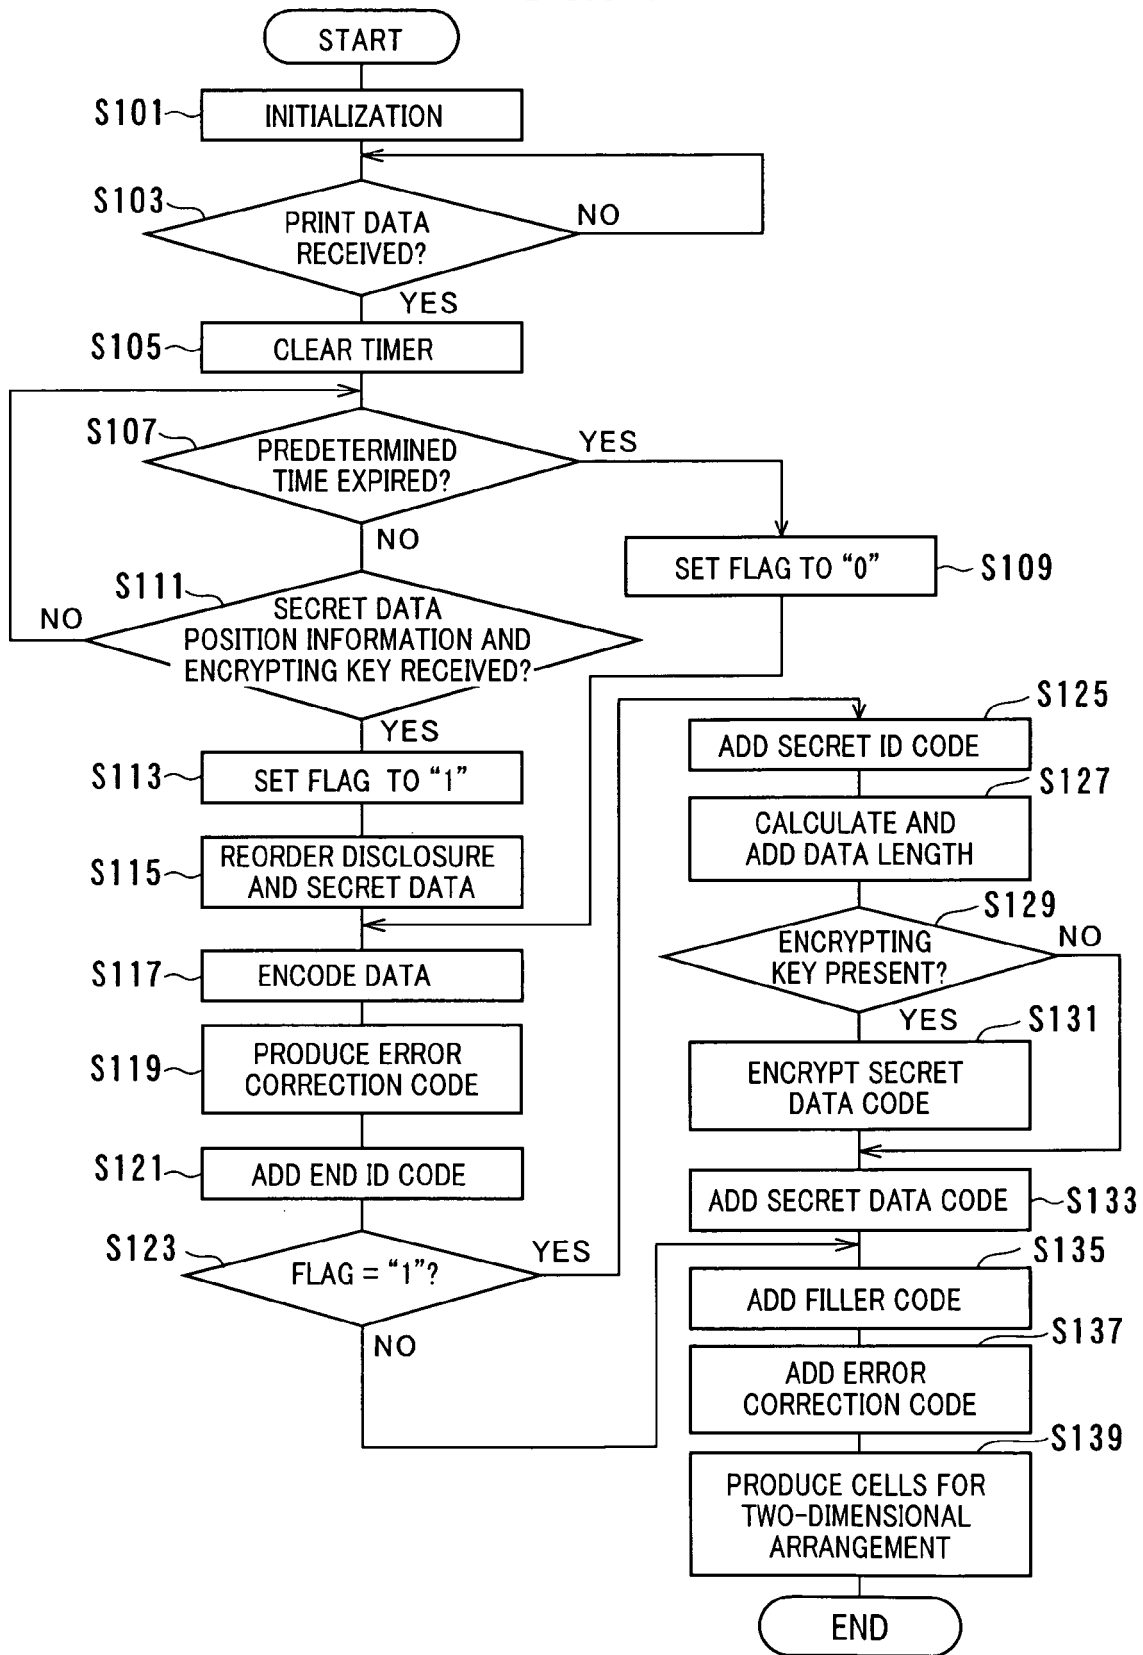 START
S101
INITIALIZATION
S103
PRINT DATA
RECEIVED?
NO
YES
S105
CLEAR TIMER
S107
PREDETERMINED
TIME EXPIRED?
YES
NO
SET FLAG TO “0”
S109
S111
SECRET DATA
POSITION INFORMATION AND
ENCRYPTING KEY RECEIVED?
NO
YES
S113
SET FLAG TO “1”
S115
REORDER DISCLOSURE
AND SECRET DATA
S117
ENCODE DATA
S119
PRODUCE ERROR
CORRECTION CODE
S121
ADD END ID CODE
S123
FLAG = “1”?
YES
NO
S125
ADD SECRET ID CODE
S127
CALCULATE AND
ADD DATA LENGTH
S129
ENCRYPTING
KEY PRESENT?
NO
YES
S131
ENCRYPT SECRET
DATA CODE
ADD SECRET DATA CODE
S133
S135
ADD FILLER CODE
S137
ADD ERROR
CORRECTION CODE
S139
PRODUCE CELLS FOR
TWO-DIMENSIONAL
ARRANGEMENT
END